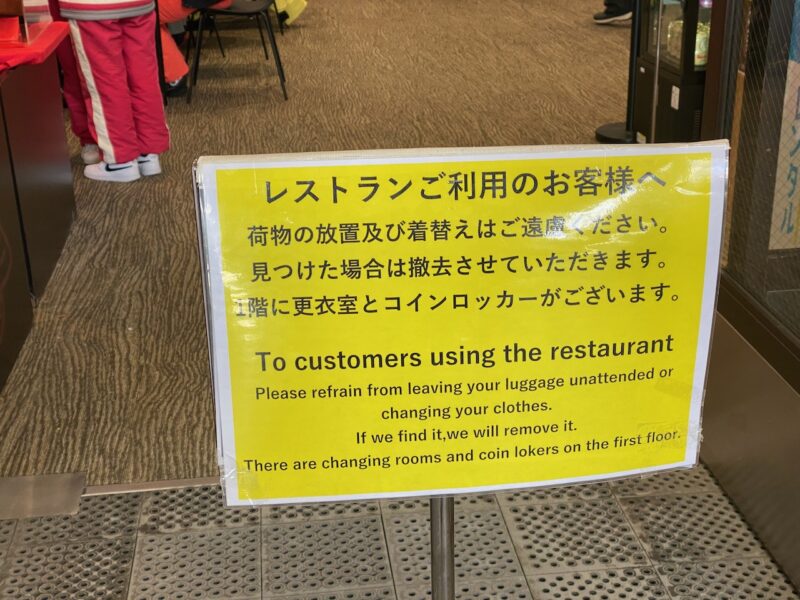 レストランご利用のお客様へ
荷物の放置及び着替えはご遠慮ください。
見つけた場合は撤去させていただきます。
1階に更衣室とコインロッカーがございます。
To customers using the restaurant
Please refrain from leaving your luggage unattended or
changing your clothes.
If we find it,we will remove it.
There are changing rooms and coin lokers on the first floor.
ンタル